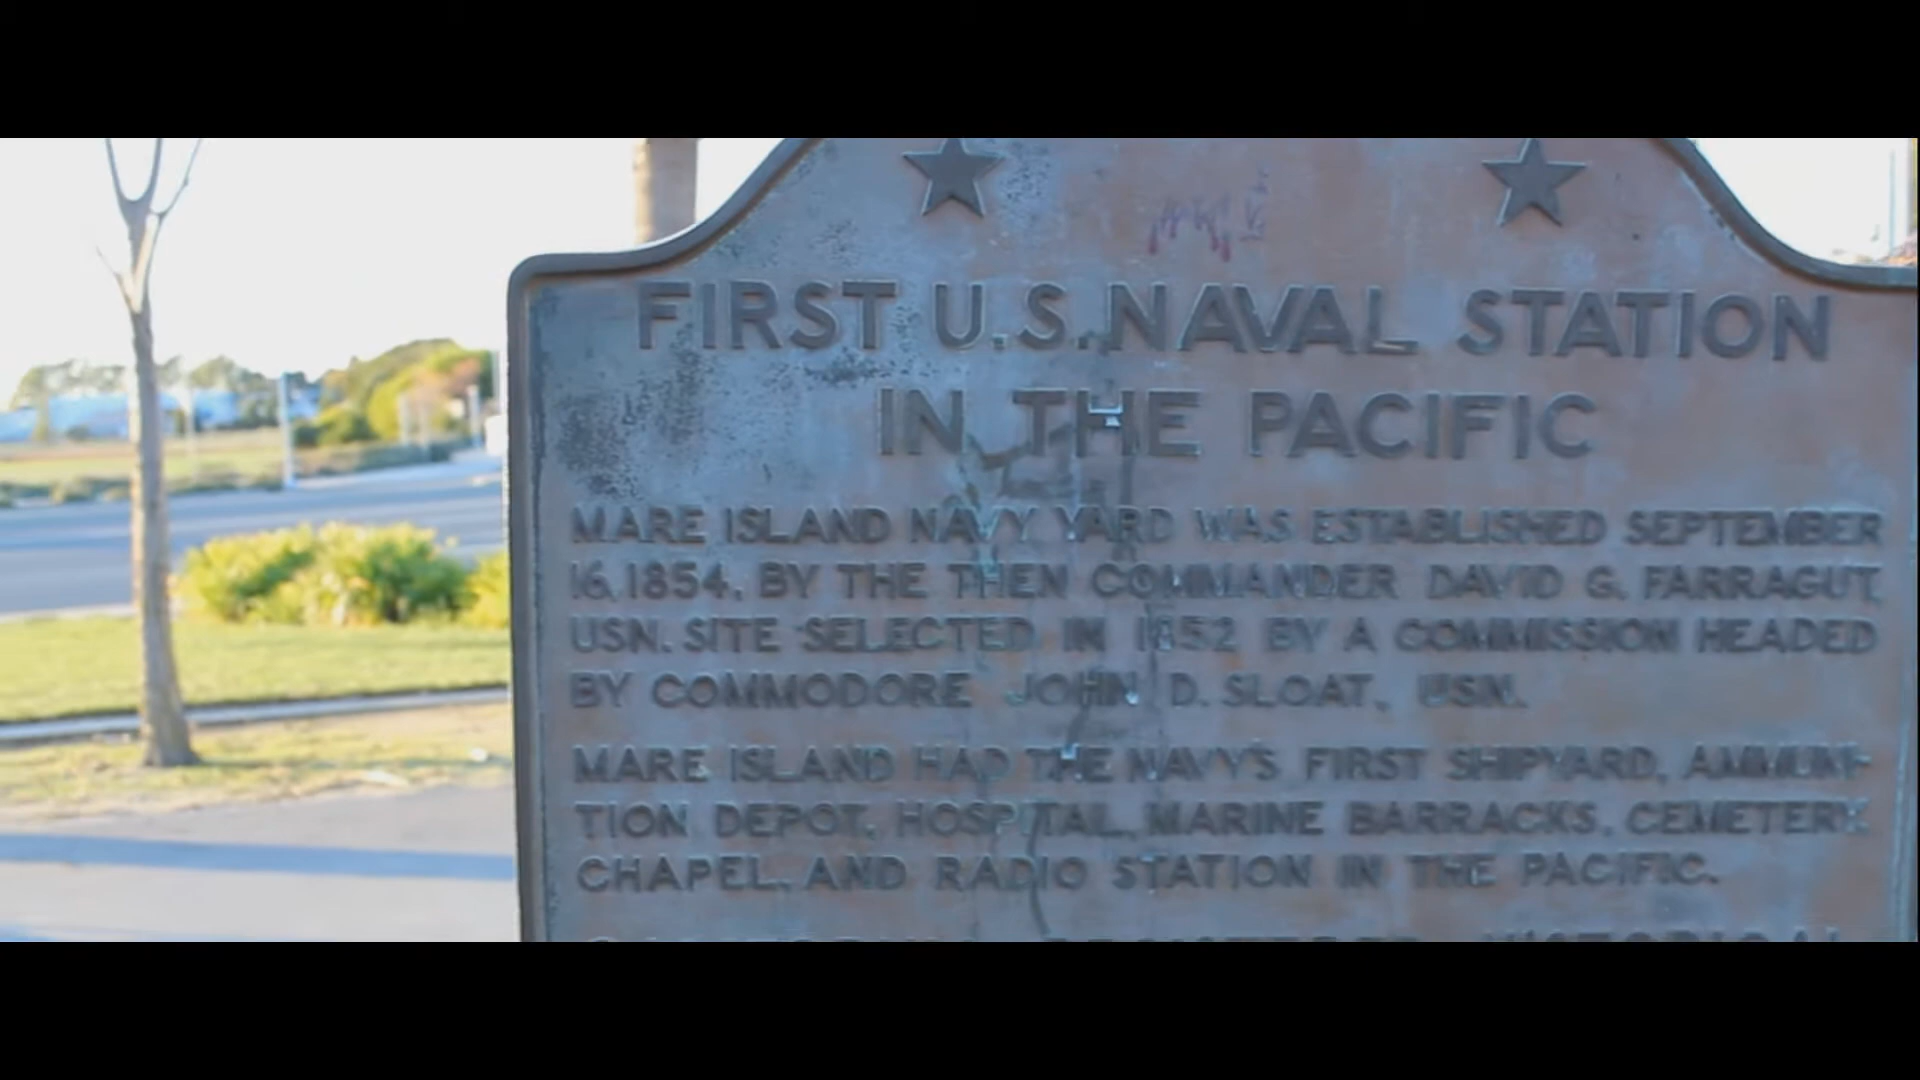 FIRST U.S. NAVAL STATION
IN THE PACIFIC
MARE ISLAND NAVY YARD WAS ESTABLISHED SEPTEMBER
16, 1854, BY THE THEN COMMANDER DAVID G. FARRAGUT,
USN. SITE SELECTED IN 1852 BY A COMMISSION HEADED
BY COMMODORE JOHN D. SLOAT, USN.
MARE ISLAND HAD THE NAVY'S FIRST SHIPYARD, AMMUNI-
TION DEPOT, HOSPITAL, MARINE BARRACKS, CEMETERY,
CHAPEL, AND RADIO STATION IN THE PACIFIC.